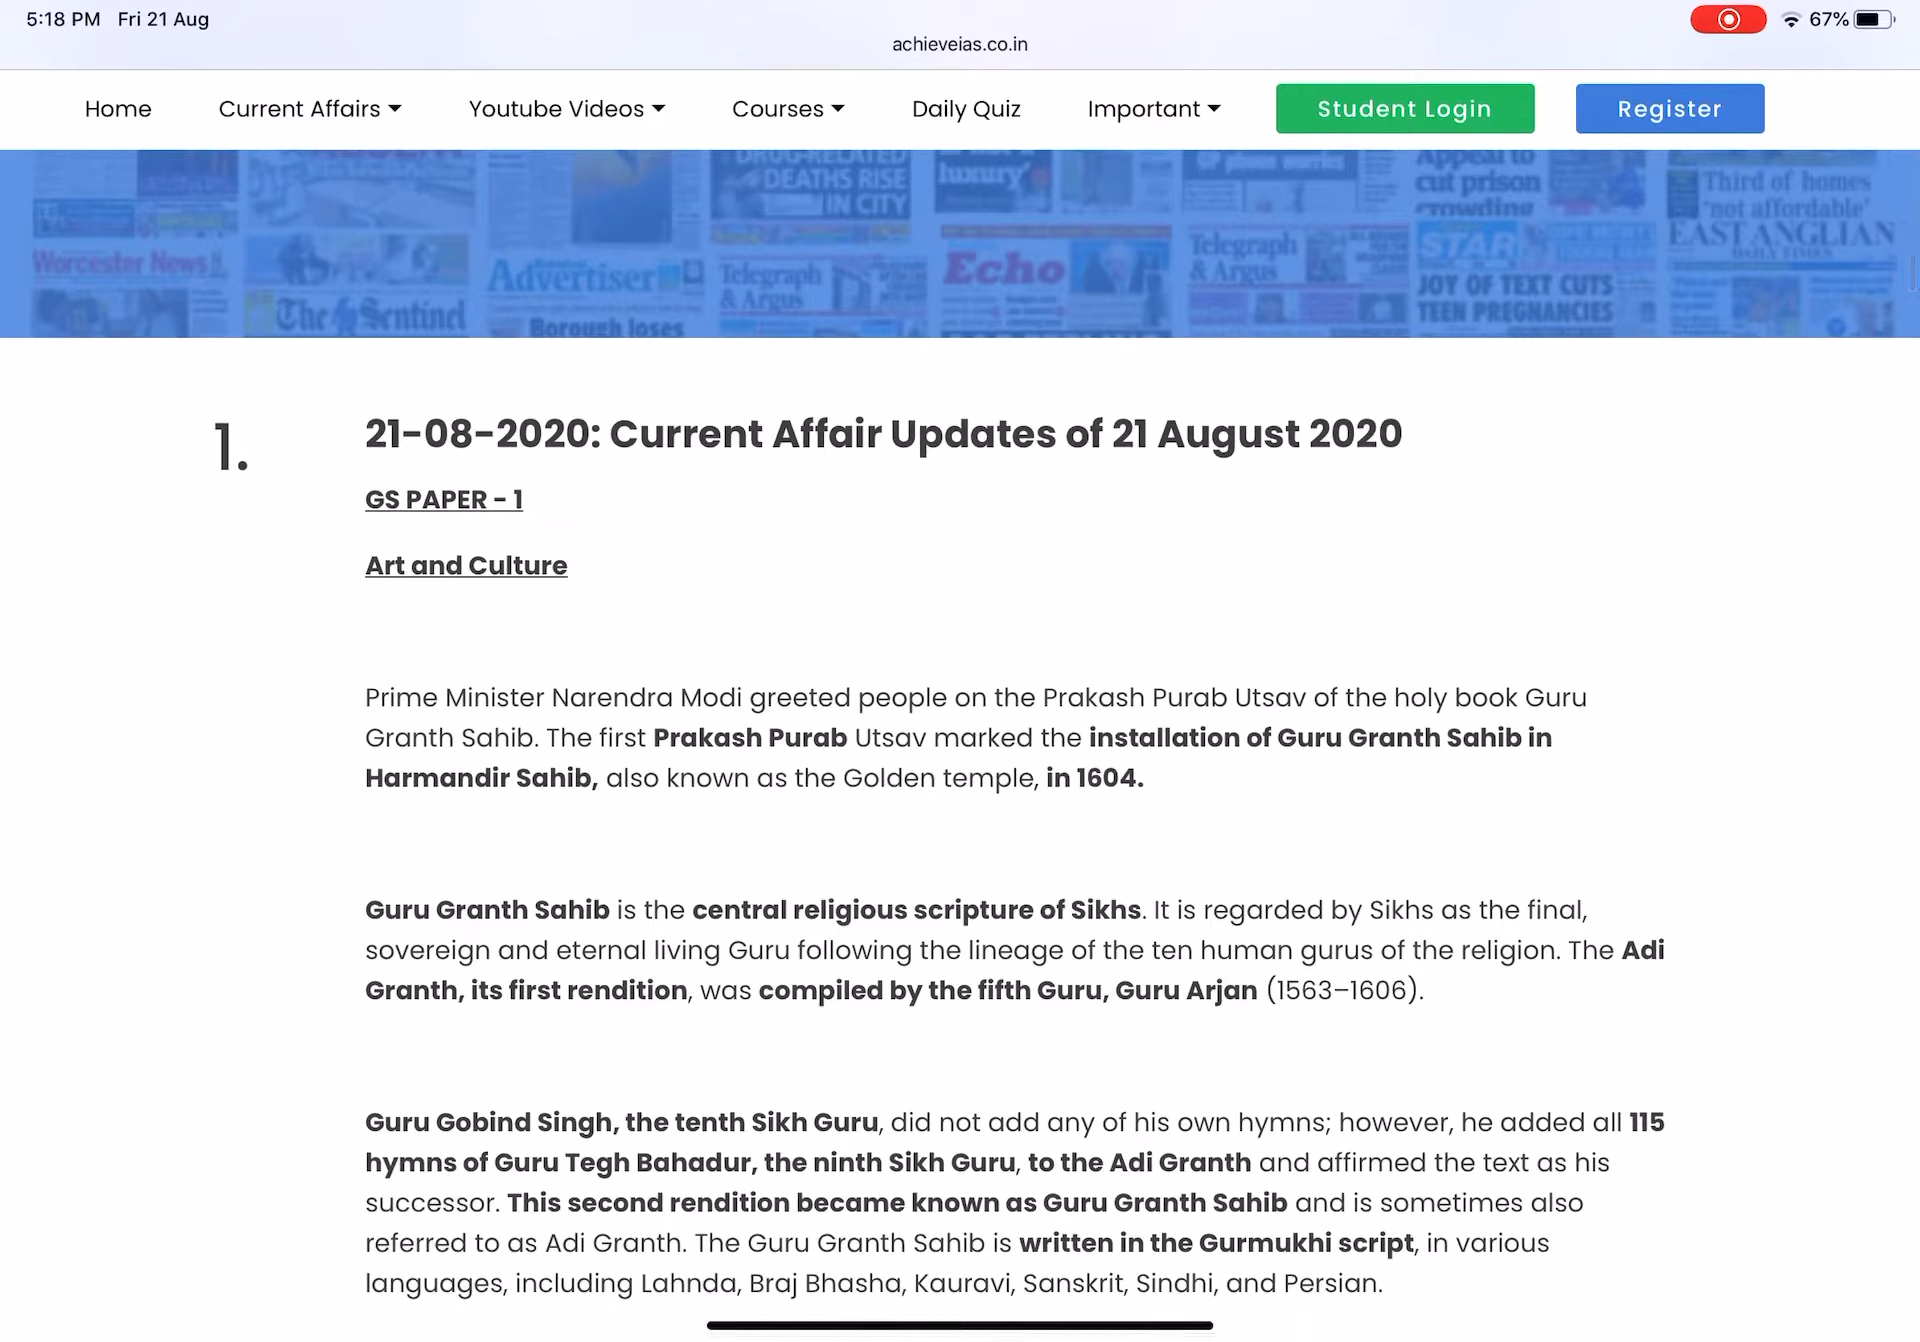 5:18 PM Fri 21 Aug
67%
achieveias.co.in
Home Current Affairs Youtube Videos Courses Daily Quiz Important Student Login Register
DRUG-RELATED
DEATHS RISE
IN CITY
luxury'
Appeal to
cut prison
crowding
Third of homes
'not affordable'
EAST ANGLIAN
DAILY TIMES
Worcester News
The Sentinel
Advertiser
Borough loses
Telegraph
& Argus
Echo
Telegraph
& Argus
STAR
JOY OF TEXT CUTS
TEEN PREGNANCIES
1.
21-08-2020: Current Affair Updates of 21 August 2020
GS PAPER - 1
Art and Culture
Prime Minister Narendra Modi greeted people on the Prakash Purab Utsav of the holy book Guru
Granth Sahib. The first Prakash Purab Utsav marked the installation of Guru Granth Sahib in
Harmandir Sahib, also known as the Golden temple, in 1604.
Guru Granth Sahib is the central religious scripture of Sikhs. It is regarded by Sikhs as the final,
sovereign and eternal living Guru following the lineage of the ten human gurus of the religion. The Adi
Granth, its first rendition, was compiled by the fifth Guru, Guru Arjan (1563–1606).
Guru Gobind Singh, the tenth Sikh Guru, did not add any of his own hymns; however, he added all 115
hymns of Guru Tegh Bahadur, the ninth Sikh Guru, to the Adi Granth and affirmed the text as his
successor. This second rendition became known as Guru Granth Sahib and is sometimes also
referred to as Adi Granth. The Guru Granth Sahib is written in the Gurmukhi script, in various
languages, including Lahnda, Braj Bhasha, Kauravi, Sanskrit, Sindhi, and Persian.